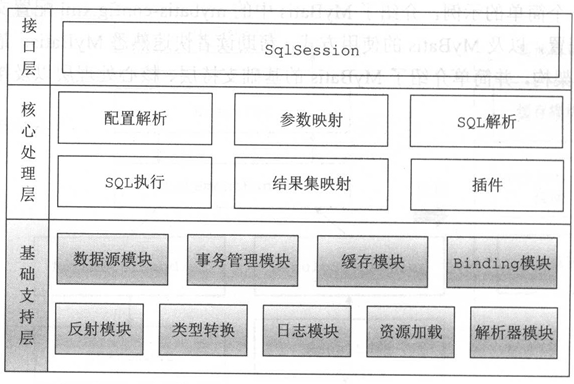 接口层
SqlSession
核心处理层
配置解析
参数映射
SQL解析
SQL执行
结果集映射
插件
基础支持层
数据源模块
事务管理模块
缓存模块
Binding模块
反射模块
类型转换
日志模块
资源加载
解析器模块